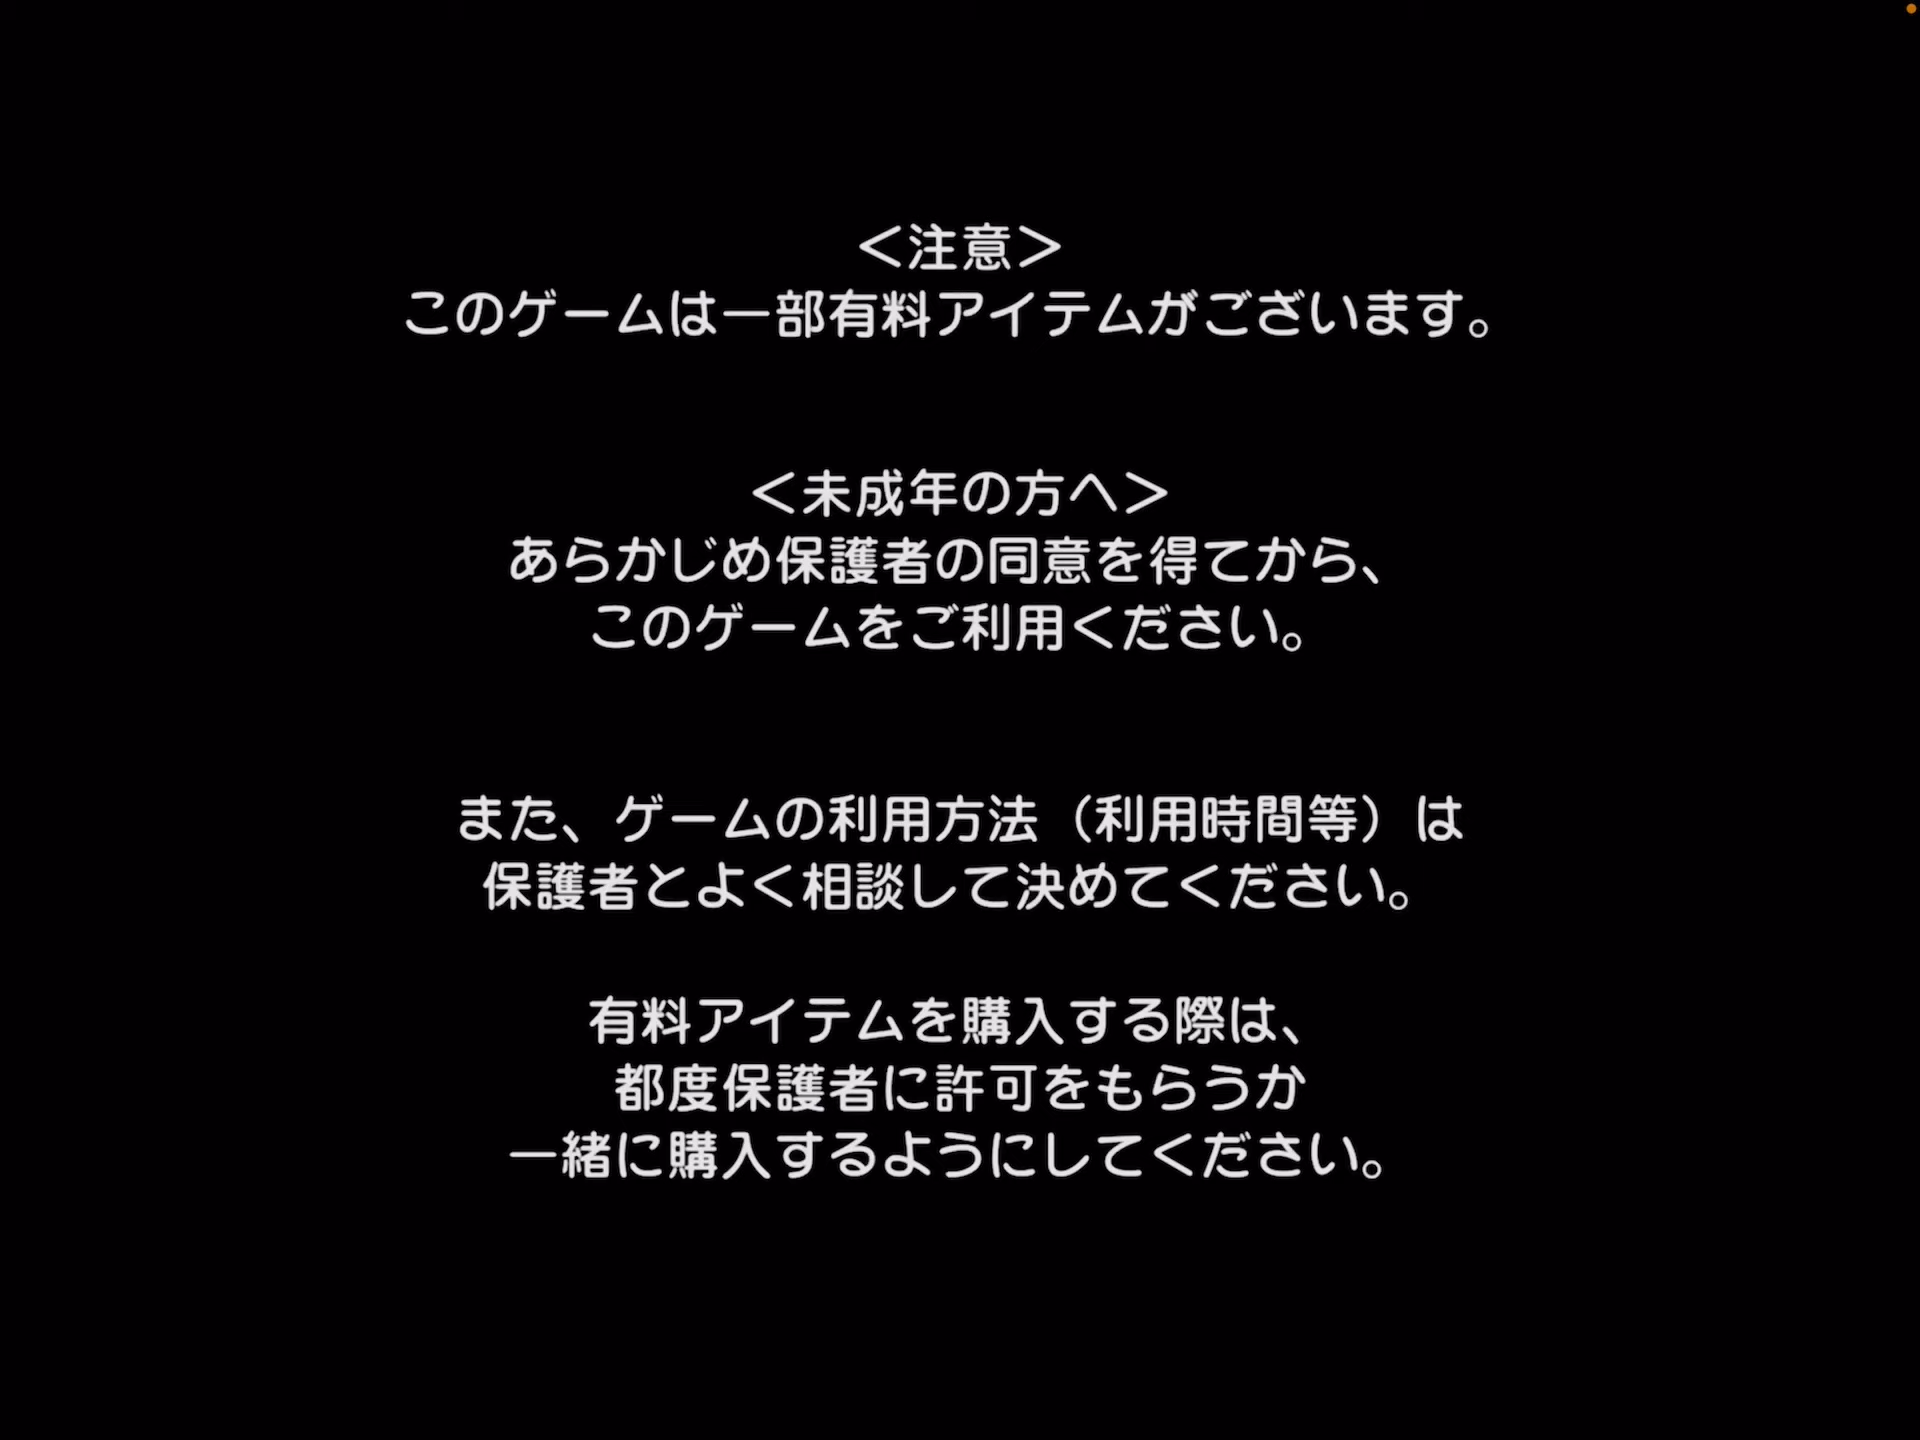 ＜注意＞
このゲームは一部有料アイテムがございます。
＜未成年の方へ＞
あらかじめ保護者の同意を得てから、
このゲームをご利用ください。
また、ゲームの利用方法（利用時間等）は
保護者とよく相談して決めてください。
有料アイテムを購入する際は、
都度保護者に許可をもらうか
一緒に購入するようにしてください。